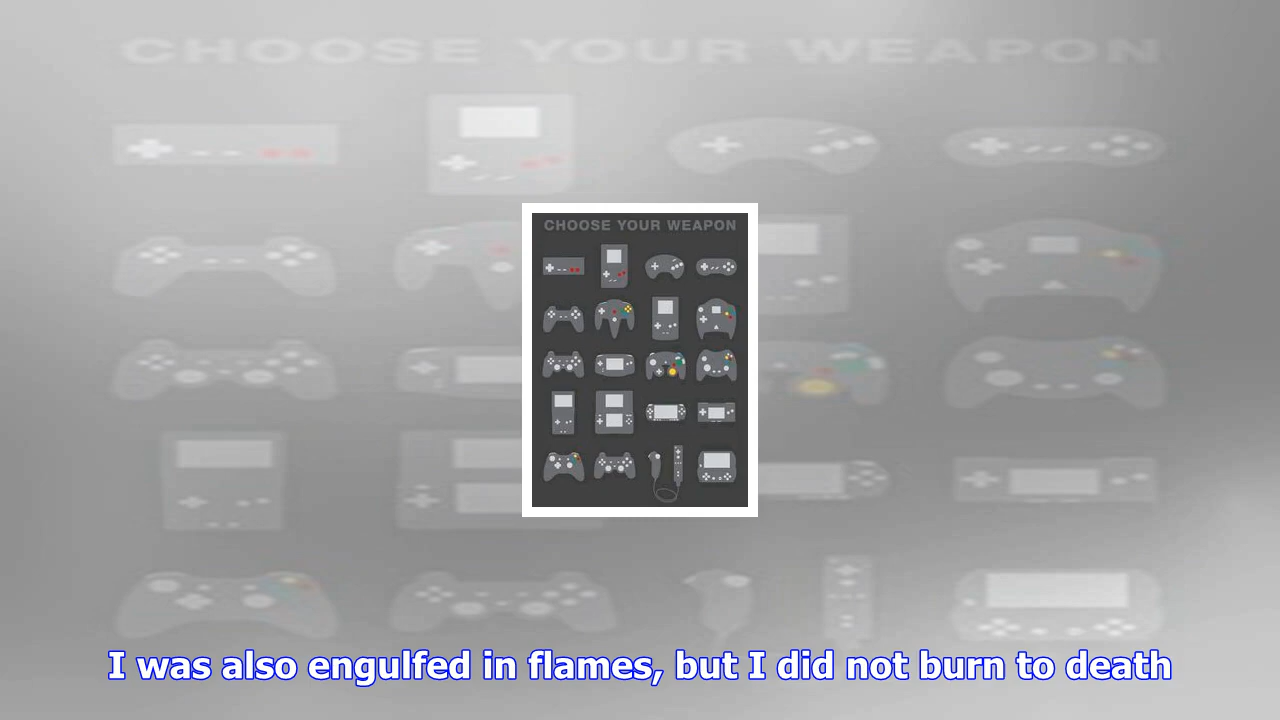 CHOOSE YOUR WEAPON
CHOOSE YOUR WEAPON
I was also engulfed in flames, but I did not burn to death